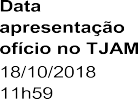 Data
apresentação
ofício no TJAM
18/10/2018
11h59